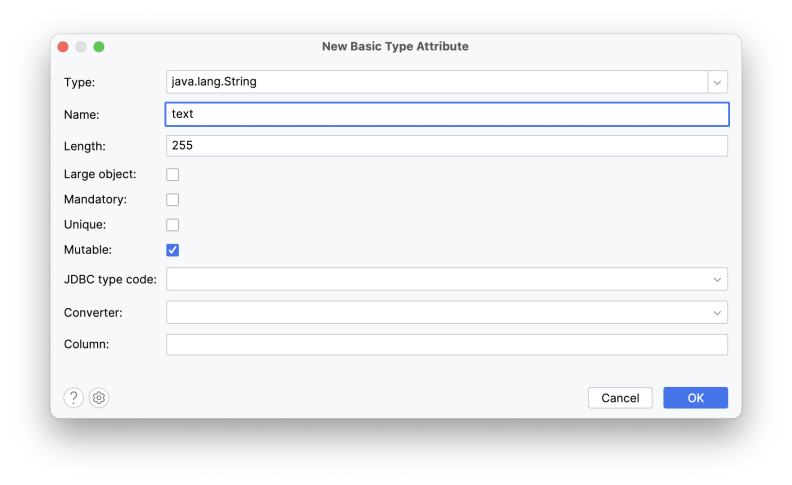 New Basic Type Attribute
Type: java.lang.String
Name: text
Length: 255
Large object:
Mandatory:
Unique:
Mutable:
JDBC type code:
Converter:
Column:
? Cancel OK